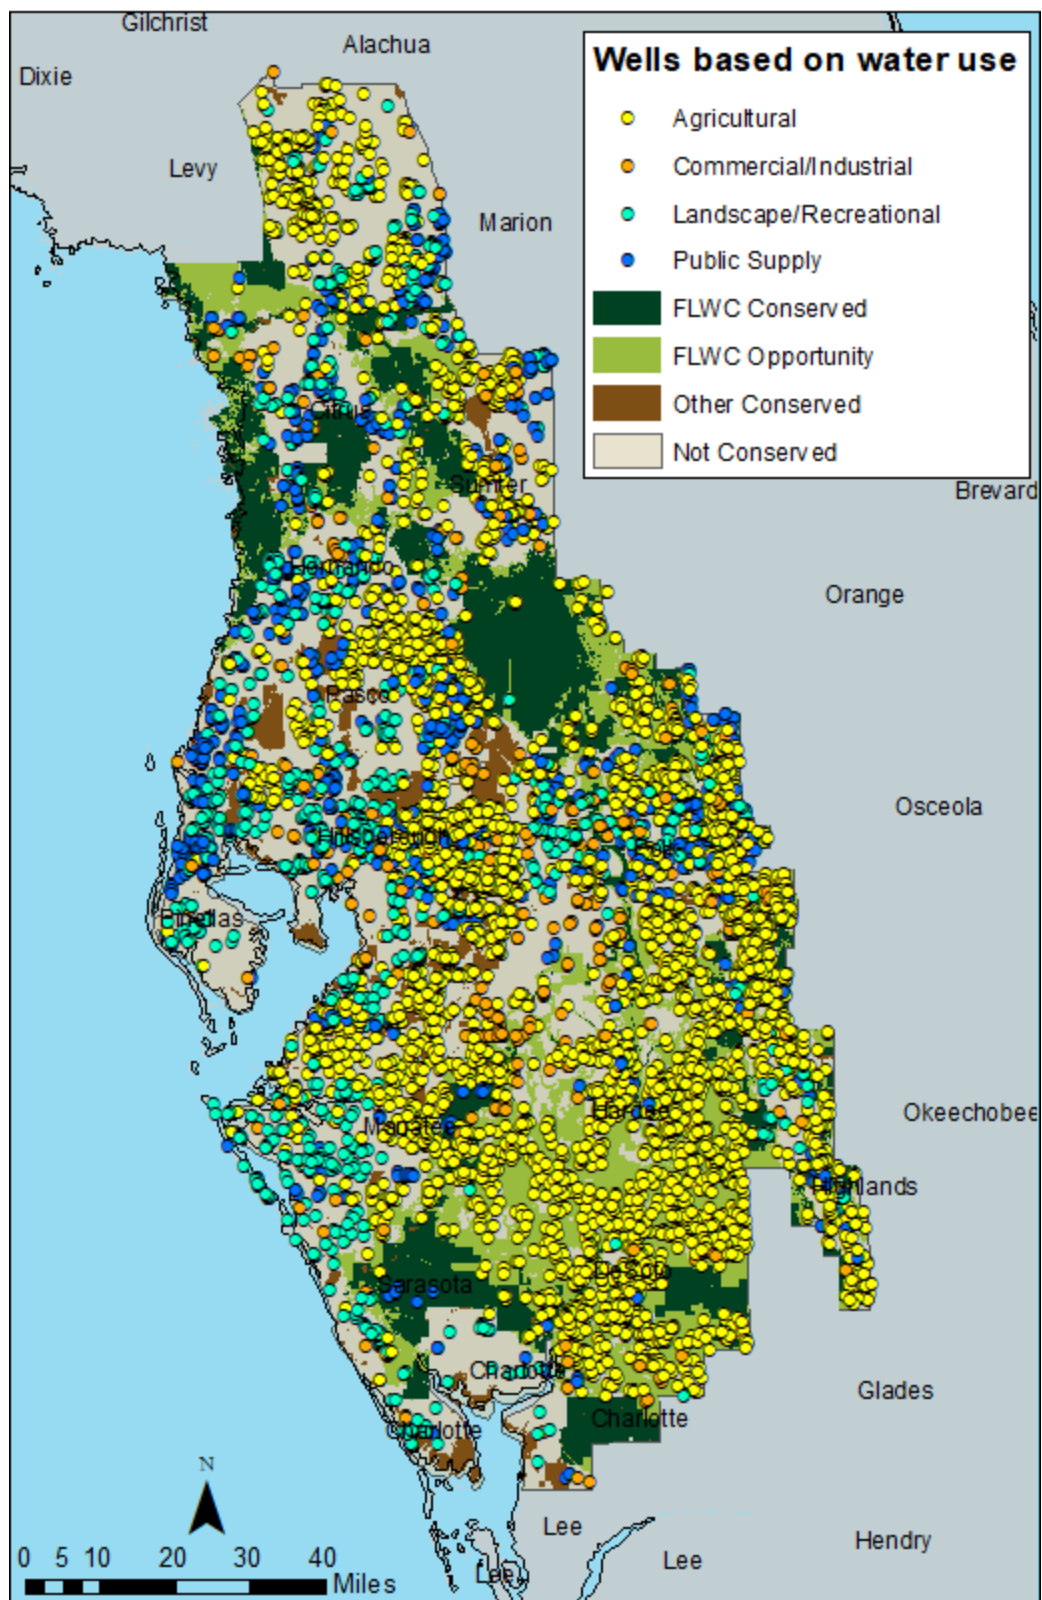 Gilchrist
Alachua
Dixie
Levy
Marion
Wells based on water use
Agricultural
Commercial/Industrial
Landscape/Recreational
Public Supply
FLWC Conserved
FLWC Opportunity
Other Conserved
Not Conserved
Citrus
Sumter
Brevard
Hernando
Orange
Pasco
Osceola
Hillsborough
Polk
Pinellas
Hardee
Okeechobee
Manatee
Highlands
DeSoto
Sarasota
Charlotte
Glades
Charlotte
Charlotte
N
Lee
Hendry
Lee
Lee
0 5 10 20 30 40
Miles